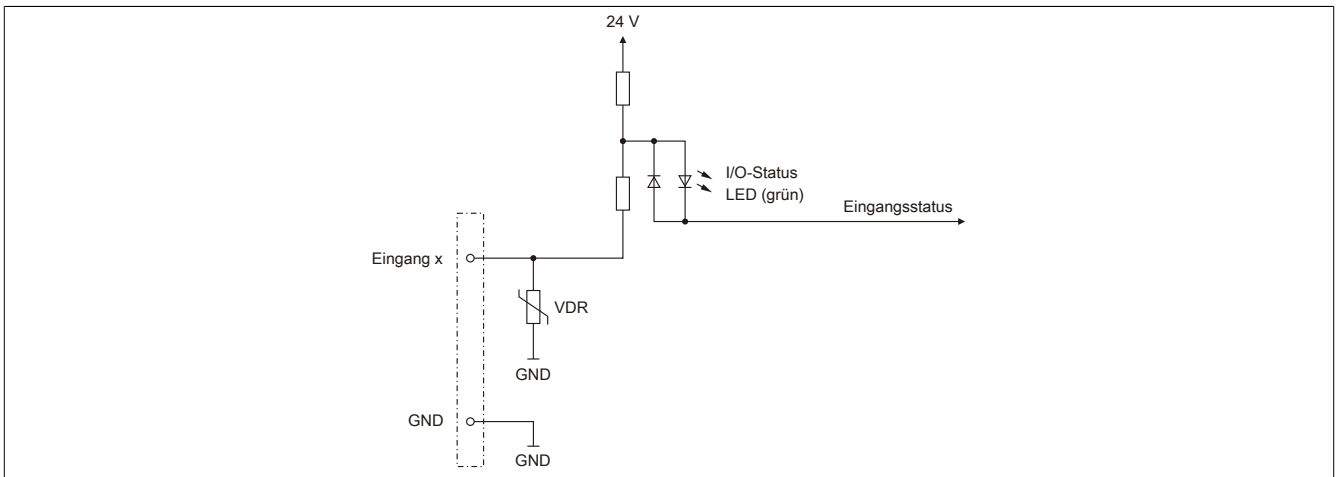 24 V
I/O-Status
LED (grün)
Eingangsstatus
Eingang x
VDR
GND
GND
GND